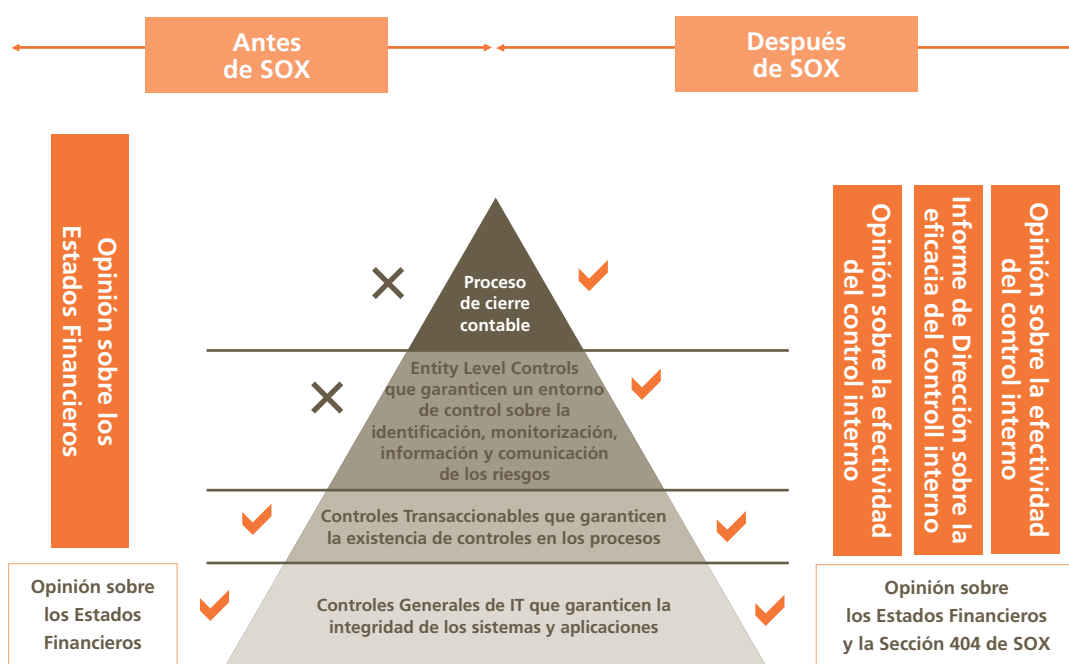 Antes
de SOX
Después
de SOX
Opinión sobre los
Estados Financieros
Proceso
de cierre
contable
Entity Level Controls
que garanticen un entorno
de control sobre la
identificación, monitorización,
información y comunicación
de los riesgos
Controles Transaccionables que garanticen
la existencia de controles en los procesos
Controles Generales de IT que garanticen la
integridad de los sistemas y aplicaciones
Opinión sobre la efectividad
del control interno
Informe de Dirección sobre la
eficacia del controll interno
Opinión sobre la efectividad
del control interno
Opinión sobre
los Estados
Financieros
Opinión sobre
los Estados Financieros
y la Sección 404 de SOX